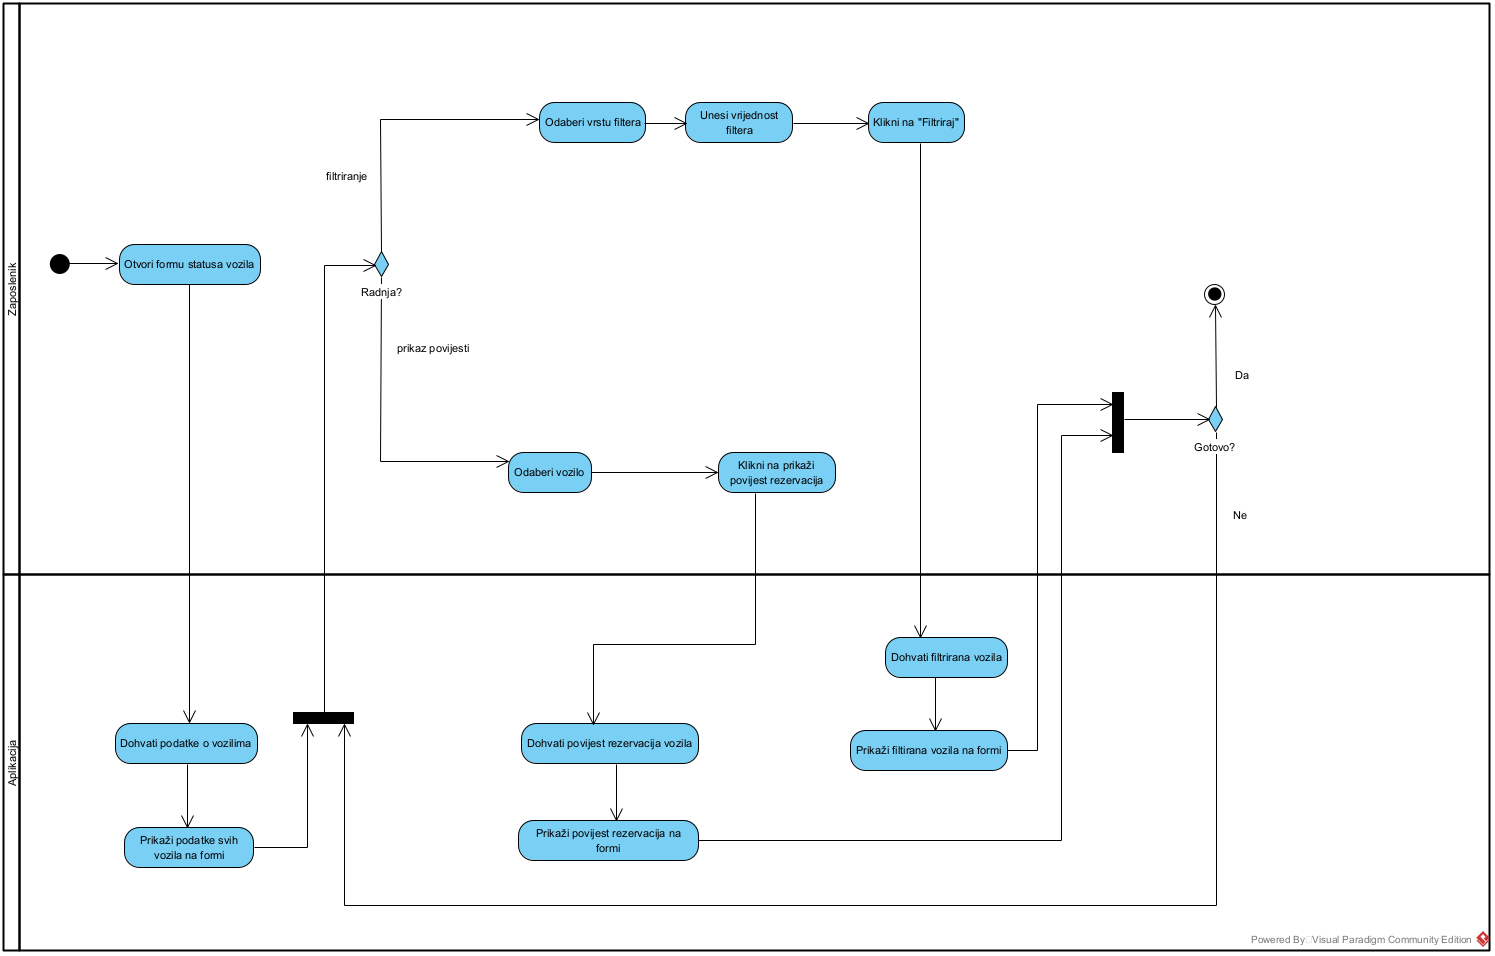 Zaposlenik
Odaberi vrstu filtera
Unesi vrijednost
filtera
Klikni na "Filtriraj"
filtriranje
Otvori formu statusa vozila
Radnja?
prikaz povijesti
Da
Gotovo?
Odaberi vozilo
Klikni na prikaži
povijest rezervacija
Ne
Aplikacija
Dohvati filtrirana vozila
Dohvati podatke o vozilima
Dohvati povijest rezervacija vozila
Prikaži filtirana vozila na formi
Prikaži podatke svih
vozila na formi
Prikaži povijest rezervacija na
formi
Powered By Visual Paradigm Community Edition